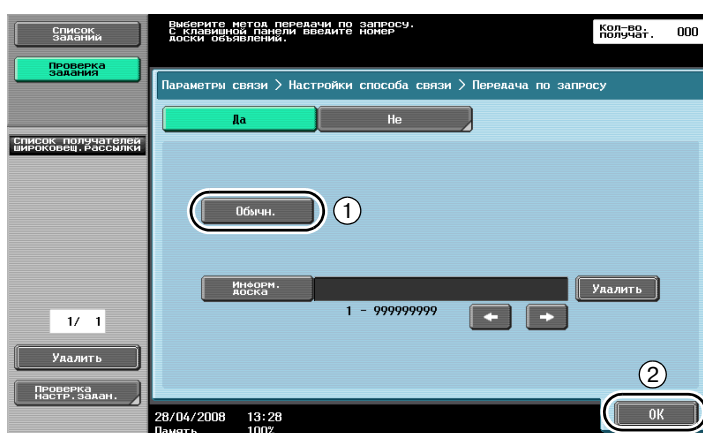 Список
заданий
Проверка
задания
Список получателей
широковещ.рассылки
1/ 1
Удалить
Проверка
настр.задан.
Выберите метод передачи по запросу.
С клавишной панели введите номер
доски объявлений.
Кол-во.
получат. 000
Параметры связи > Настройки способа связи > Передача по запросу
Да
Не
Обычн.
1
Информ.
доска
Удалить
1 - 999999999
2
OK
28/04/2008 13:28
Память 100%